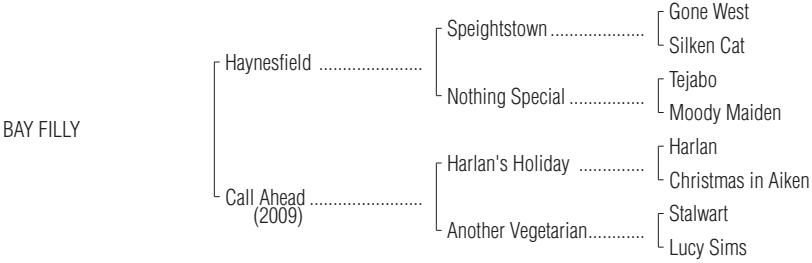 Gone West
Speightstown ....................
Silken Cat
Haynesfield ......................
Tejabo
Nothing Special ................
Moody Maiden
BAY FILLY
Harlan
Harlan's Holiday ..............
Christmas in Aiken
Call Ahead ........................
(2009)
Stalwart
Another Vegetarian............
Lucy Sims